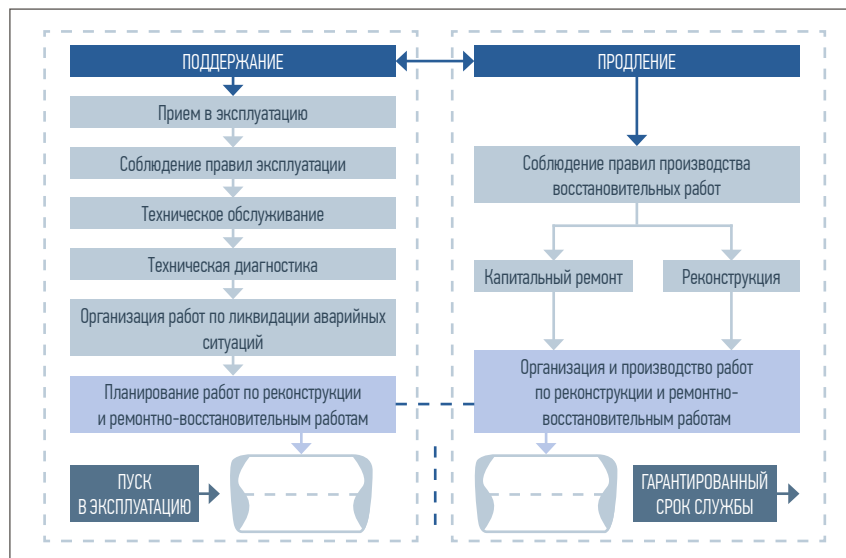 ПОДДЕРЖАНИЕ
Прием в эксплуатацию
Соблюдение правил эксплуатации
Техническое обслуживание
Техническая диагностика
Организация работ по ликвидации аварийных
ситуаций
Планирование работ по реконструкции
и ремонтно-восстановительным работам
ПУСК
В ЭКСПЛУАТАЦИЮ
ПРОДЛЕНИЕ
Соблюдение правил производства
восстановительных работ
Капитальный ремонт
Реконструкция
Организация и производство работ
по реконструкции и ремонтно-
восстановительным работам
ГАРАНТИРОВАННЫЙ
СРОК СЛУЖБЫ